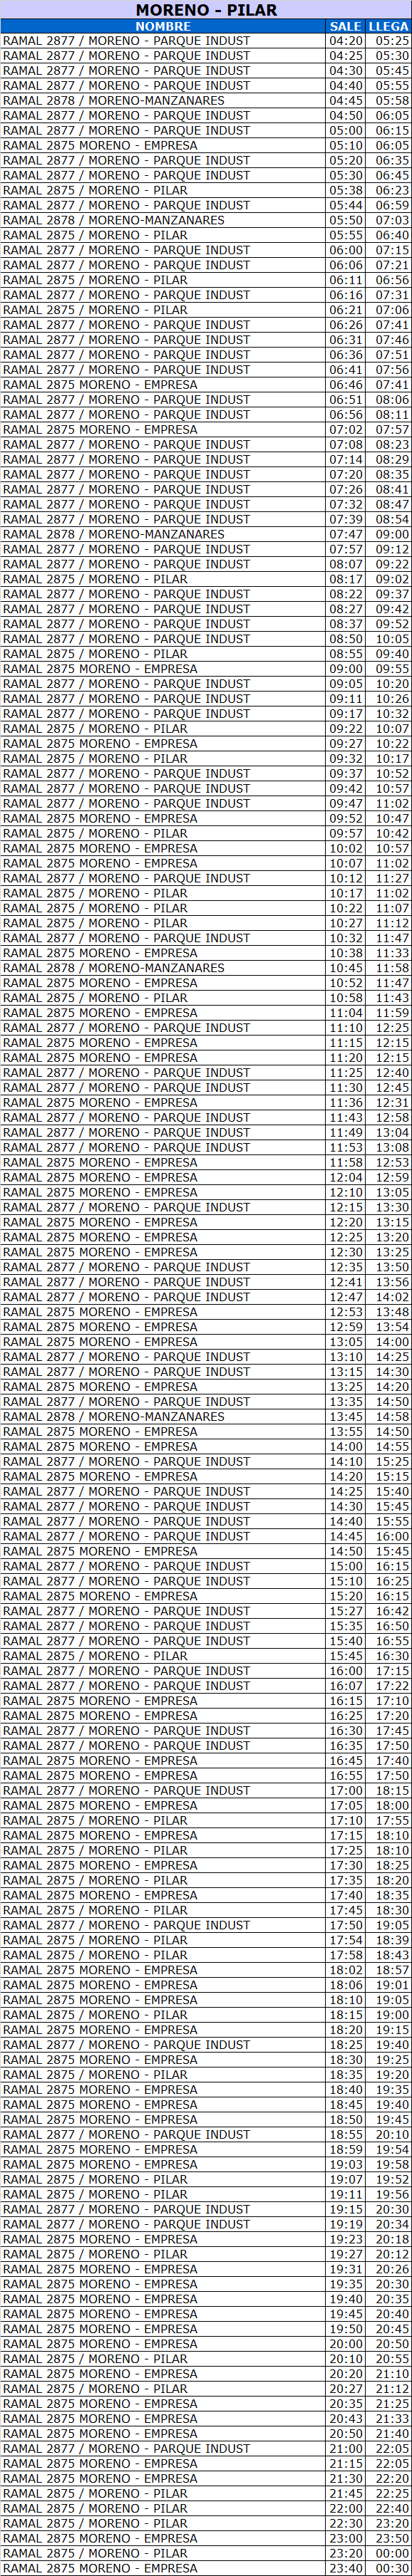 MORENO - PILAR
NOMBRE SALE LLEGA
RAMAL 2877 / MORENO - PARQUE INDUST 04:20 05:25
RAMAL 2877 / MORENO - PARQUE INDUST 04:25 05:30
RAMAL 2877 / MORENO - PARQUE INDUST 04:30 05:45
RAMAL 2877 / MORENO - PARQUE INDUST 04:40 05:55
RAMAL 2878 / MORENO-MANZANARES 04:45 05:58
RAMAL 2877 / MORENO - PARQUE INDUST 04:50 06:05
RAMAL 2877 / MORENO - PARQUE INDUST 05:00 06:15
RAMAL 2875 MORENO - EMPRESA 05:10 06:05
RAMAL 2877 / MORENO - PARQUE INDUST 05:20 06:35
RAMAL 2877 / MORENO - PARQUE INDUST 05:30 06:45
RAMAL 2875 / MORENO - PILAR 05:38 06:23
RAMAL 2877 / MORENO - PARQUE INDUST 05:44 06:59
RAMAL 2878 / MORENO-MANZANARES 05:50 07:03
RAMAL 2875 / MORENO - PILAR 05:55 06:40
RAMAL 2877 / MORENO - PARQUE INDUST 06:00 07:15
RAMAL 2877 / MORENO - PARQUE INDUST 06:06 07:21
RAMAL 2875 / MORENO - PILAR 06:11 06:56
RAMAL 2877 / MORENO - PARQUE INDUST 06:16 07:31
RAMAL 2875 / MORENO - PILAR 06:21 07:06
RAMAL 2877 / MORENO - PARQUE INDUST 06:26 07:41
RAMAL 2877 / MORENO - PARQUE INDUST 06:31 07:46
RAMAL 2877 / MORENO - PARQUE INDUST 06:36 07:51
RAMAL 2877 / MORENO - PARQUE INDUST 06:41 07:56
RAMAL 2875 MORENO - EMPRESA 06:46 07:41
RAMAL 2877 / MORENO - PARQUE INDUST 06:51 08:06
RAMAL 2877 / MORENO - PARQUE INDUST 06:56 08:11
RAMAL 2875 MORENO - EMPRESA 07:02 07:57
RAMAL 2877 / MORENO - PARQUE INDUST 07:08 08:23
RAMAL 2877 / MORENO - PARQUE INDUST 07:14 08:29
RAMAL 2877 / MORENO - PARQUE INDUST 07:20 08:35
RAMAL 2877 / MORENO - PARQUE INDUST 07:26 08:41
RAMAL 2877 / MORENO - PARQUE INDUST 07:32 08:47
RAMAL 2877 / MORENO - PARQUE INDUST 07:39 08:54
RAMAL 2878 / MORENO-MANZANARES 07:47 09:00
RAMAL 2877 / MORENO - PARQUE INDUST 07:57 09:12
RAMAL 2877 / MORENO - PARQUE INDUST 08:07 09:22
RAMAL 2875 / MORENO - PILAR 08:17 09:02
RAMAL 2877 / MORENO - PARQUE INDUST 08:22 09:37
RAMAL 2877 / MORENO - PARQUE INDUST 08:27 09:42
RAMAL 2877 / MORENO - PARQUE INDUST 08:37 09:52
RAMAL 2877 / MORENO - PARQUE INDUST 08:50 10:05
RAMAL 2875 / MORENO - PILAR 08:55 09:40
RAMAL 2875 MORENO - EMPRESA 09:00 09:55
RAMAL 2877 / MORENO - PARQUE INDUST 09:05 10:20
RAMAL 2877 / MORENO - PARQUE INDUST 09:11 10:26
RAMAL 2877 / MORENO - PARQUE INDUST 09:17 10:32
RAMAL 2875 / MORENO - PILAR 09:22 10:07
RAMAL 2875 MORENO - EMPRESA 09:27 10:22
RAMAL 2875 / MORENO - PILAR 09:32 10:17
RAMAL 2877 / MORENO - PARQUE INDUST 09:37 10:52
RAMAL 2877 / MORENO - PARQUE INDUST 09:42 10:57
RAMAL 2877 / MORENO - PARQUE INDUST 09:47 11:02
RAMAL 2875 MORENO - EMPRESA 09:52 10:47
RAMAL 2875 / MORENO - PILAR 09:57 10:42
RAMAL 2875 MORENO - EMPRESA 10:02 10:57
RAMAL 2875 MORENO - EMPRESA 10:07 11:02
RAMAL 2877 / MORENO - PARQUE INDUST 10:12 11:27
RAMAL 2875 / MORENO - PILAR 10:17 11:02
RAMAL 2875 / MORENO - PILAR 10:22 11:07
RAMAL 2875 / MORENO - PILAR 10:27 11:12
RAMAL 2877 / MORENO - PARQUE INDUST 10:32 11:47
RAMAL 2875 MORENO - EMPRESA 10:38 11:33
RAMAL 2878 / MORENO-MANZANARES 10:45 11:58
RAMAL 2875 MORENO - EMPRESA 10:52 11:47
RAMAL 2875 / MORENO - PILAR 10:58 11:43
RAMAL 2875 MORENO - EMPRESA 11:04 11:59
RAMAL 2877 / MORENO - PARQUE INDUST 11:10 12:25
RAMAL 2875 MORENO - EMPRESA 11:15 12:15
RAMAL 2875 MORENO - EMPRESA 11:20 12:15
RAMAL 2877 / MORENO - PARQUE INDUST 11:25 12:40
RAMAL 2877 / MORENO - PARQUE INDUST 11:30 12:45
RAMAL 2875 MORENO - EMPRESA 11:36 12:31
RAMAL 2877 / MORENO - PARQUE INDUST 11:43 12:58
RAMAL 2877 / MORENO - PARQUE INDUST 11:49 13:04
RAMAL 2877 / MORENO - PARQUE INDUST 11:53 13:08
RAMAL 2875 MORENO - EMPRESA 11:58 12:53
RAMAL 2875 MORENO - EMPRESA 12:04 12:59
RAMAL 2875 MORENO - EMPRESA 12:10 13:05
RAMAL 2877 / MORENO - PARQUE INDUST 12:15 13:30
RAMAL 2875 MORENO - EMPRESA 12:20 13:15
RAMAL 2875 MORENO - EMPRESA 12:25 13:20
RAMAL 2875 MORENO - EMPRESA 12:30 13:25
RAMAL 2877 / MORENO - PARQUE INDUST 12:35 13:50
RAMAL 2877 / MORENO - PARQUE INDUST 12:41 13:56
RAMAL 2877 / MORENO - PARQUE INDUST 12:47 14:02
RAMAL 2875 MORENO - EMPRESA 12:53 13:48
RAMAL 2875 MORENO - EMPRESA 12:59 13:54
RAMAL 2875 MORENO - EMPRESA 13:05 14:00
RAMAL 2877 / MORENO - PARQUE INDUST 13:10 14:25
RAMAL 2877 / MORENO - PARQUE INDUST 13:15 14:30
RAMAL 2875 MORENO - EMPRESA 13:25 14:20
RAMAL 2877 / MORENO - PARQUE INDUST 13:35 14:50
RAMAL 2878 / MORENO-MANZANARES 13:45 14:58
RAMAL 2875 MORENO - EMPRESA 13:55 14:50
RAMAL 2875 MORENO - EMPRESA 14:00 14:55
RAMAL 2877 / MORENO - PARQUE INDUST 14:10 15:25
RAMAL 2875 MORENO - EMPRESA 14:20 15:15
RAMAL 2877 / MORENO - PARQUE INDUST 14:25 15:40
RAMAL 2877 / MORENO - PARQUE INDUST 14:30 15:45
RAMAL 2877 / MORENO - PARQUE INDUST 14:40 15:55
RAMAL 2877 / MORENO - PARQUE INDUST 14:45 16:00
RAMAL 2875 MORENO - EMPRESA 14:50 15:45
RAMAL 2877 / MORENO - PARQUE INDUST 15:00 16:15
RAMAL 2877 / MORENO - PARQUE INDUST 15:10 16:25
RAMAL 2875 MORENO - EMPRESA 15:20 16:15
RAMAL 2877 / MORENO - PARQUE INDUST 15:27 16:42
RAMAL 2877 / MORENO - PARQUE INDUST 15:35 16:50
RAMAL 2877 / MORENO - PARQUE INDUST 15:40 16:55
RAMAL 2875 / MORENO - PILAR 15:45 16:30
RAMAL 2877 / MORENO - PARQUE INDUST 16:00 17:15
RAMAL 2877 / MORENO - PARQUE INDUST 16:07 17:22
RAMAL 2875 MORENO - EMPRESA 16:15 17:10
RAMAL 2875 MORENO - EMPRESA 16:25 17:20
RAMAL 2877 / MORENO - PARQUE INDUST 16:30 17:45
RAMAL 2877 / MORENO - PARQUE INDUST 16:35 17:50
RAMAL 2875 MORENO - EMPRESA 16:45 17:40
RAMAL 2875 MORENO - EMPRESA 16:55 17:50
RAMAL 2877 / MORENO - PARQUE INDUST 17:00 18:15
RAMAL 2875 MORENO - EMPRESA 17:05 18:00
RAMAL 2875 / MORENO - PILAR 17:10 17:55
RAMAL 2875 MORENO - EMPRESA 17:15 18:10
RAMAL 2875 / MORENO - PILAR 17:25 18:10
RAMAL 2875 MORENO - EMPRESA 17:30 18:25
RAMAL 2875 / MORENO - PILAR 17:35 18:20
RAMAL 2875 MORENO - EMPRESA 17:40 18:35
RAMAL 2875 / MORENO - PILAR 17:45 18:30
RAMAL 2877 / MORENO - PARQUE INDUST 17:50 19:05
RAMAL 2875 / MORENO - PILAR 17:54 18:39
RAMAL 2875 / MORENO - PILAR 17:58 18:43
RAMAL 2875 MORENO - EMPRESA 18:02 18:57
RAMAL 2875 MORENO - EMPRESA 18:06 19:01
RAMAL 2875 MORENO - EMPRESA 18:10 19:05
RAMAL 2875 / MORENO - PILAR 18:15 19:00
RAMAL 2875 MORENO - EMPRESA 18:20 19:15
RAMAL 2877 / MORENO - PARQUE INDUST 18:25 19:40
RAMAL 2875 MORENO - EMPRESA 18:30 19:25
RAMAL 2875 / MORENO - PILAR 18:35 19:20
RAMAL 2875 MORENO - EMPRESA 18:40 19:35
RAMAL 2875 MORENO - EMPRESA 18:45 19:40
RAMAL 2875 MORENO - EMPRESA 18:50 19:45
RAMAL 2877 / MORENO - PARQUE INDUST 18:55 20:10
RAMAL 2875 MORENO - EMPRESA 18:59 19:54
RAMAL 2875 MORENO - EMPRESA 19:03 19:58
RAMAL 2875 / MORENO - PILAR 19:07 19:52
RAMAL 2875 / MORENO - PILAR 19:11 19:56
RAMAL 2877 / MORENO - PARQUE INDUST 19:15 20:30
RAMAL 2877 / MORENO - PARQUE INDUST 19:19 20:34
RAMAL 2875 MORENO - EMPRESA 19:23 20:18
RAMAL 2875 / MORENO - PILAR 19:27 20:12
RAMAL 2875 MORENO - EMPRESA 19:31 20:26
RAMAL 2875 MORENO - EMPRESA 19:35 20:30
RAMAL 2875 MORENO - EMPRESA 19:40 20:35
RAMAL 2875 MORENO - EMPRESA 19:45 20:40
RAMAL 2875 MORENO - EMPRESA 19:50 20:45
RAMAL 2875 MORENO - EMPRESA 20:00 20:50
RAMAL 2875 / MORENO - PILAR 20:10 20:55
RAMAL 2875 MORENO - EMPRESA 20:20 21:10
RAMAL 2875 / MORENO - PILAR 20:27 21:12
RAMAL 2875 MORENO - EMPRESA 20:35 21:25
RAMAL 2875 MORENO - EMPRESA 20:43 21:33
RAMAL 2875 MORENO - EMPRESA 20:50 21:40
RAMAL 2877 / MORENO - PARQUE INDUST 21:00 22:05
RAMAL 2875 MORENO - EMPRESA 21:15 22:05
RAMAL 2875 MORENO - EMPRESA 21:30 22:20
RAMAL 2875 / MORENO - PILAR 21:45 22:25
RAMAL 2875 / MORENO - PILAR 22:00 22:40
RAMAL 2875 / MORENO - PILAR 22:30 23:20
RAMAL 2875 MORENO - EMPRESA 23:00 23:50
RAMAL 2875 / MORENO - PILAR 23:20 00:00
RAMAL 2875 MORENO - EMPRESA 23:40 00:30